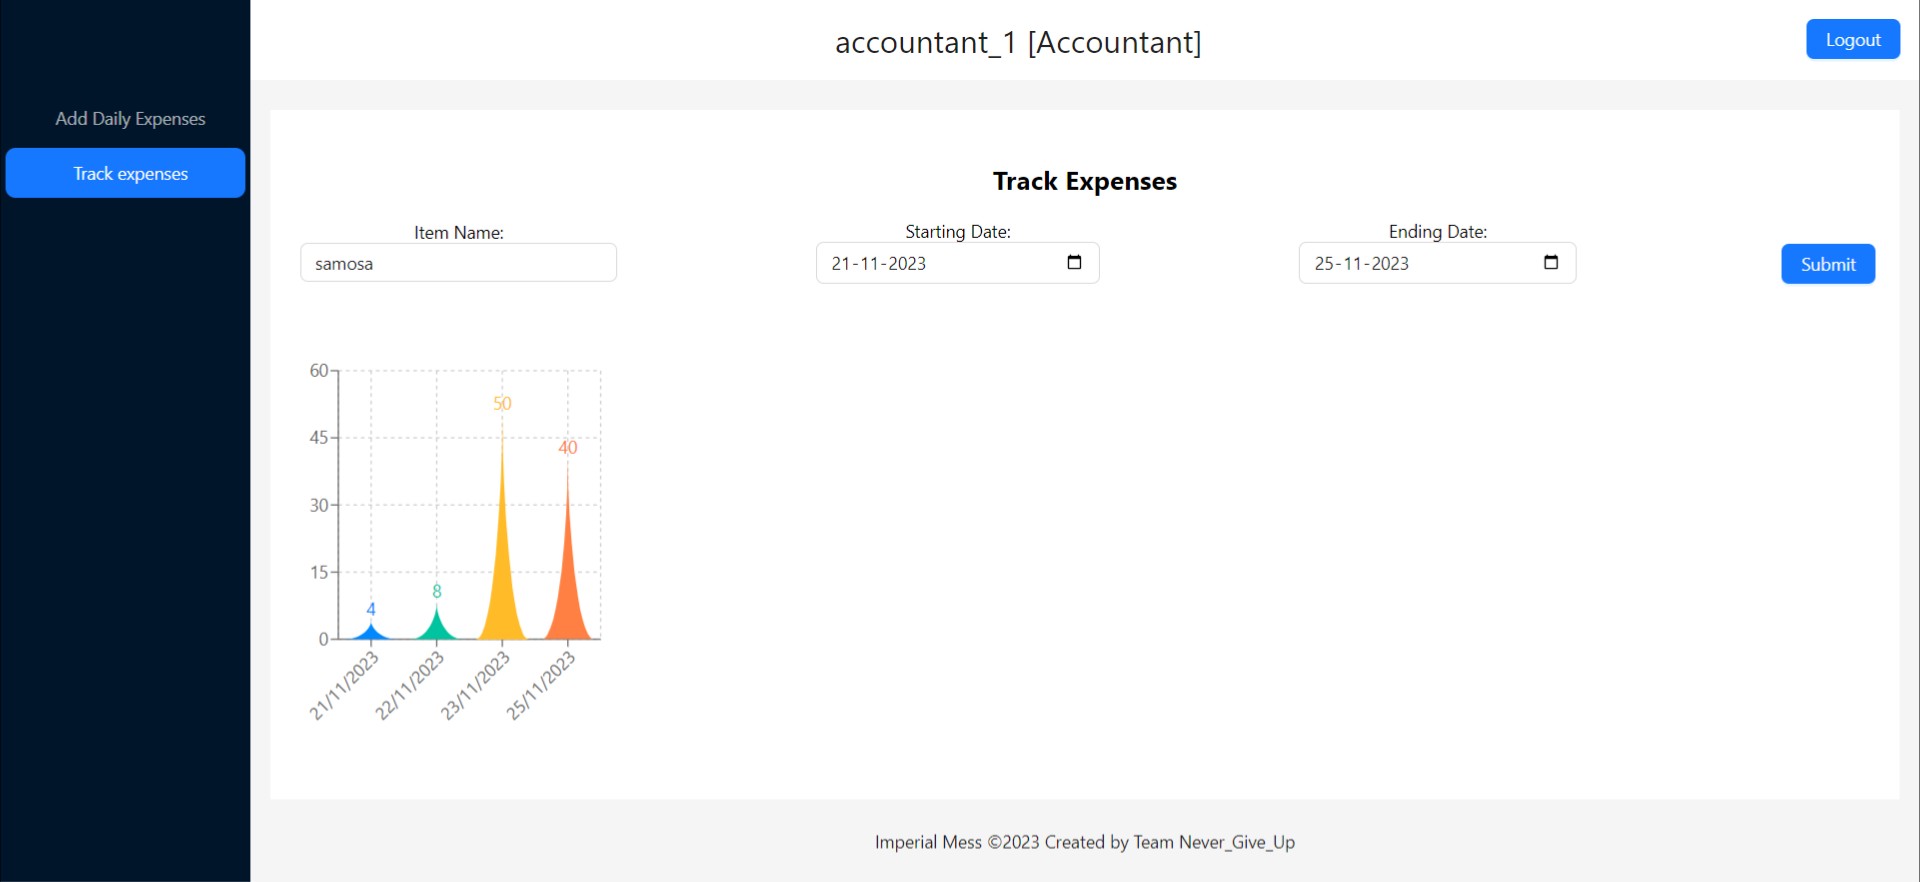 accountant_1 [Accountant]
Logout
Add Daily Expenses
Track expenses
Track Expenses
Item Name:
samosa
Starting Date:
21-11-2023
Ending Date:
25-11-2023
Submit
60
45
30
15
0
4
8
50
40
21/11/2023
22/11/2023
23/11/2023
25/11/2023
Imperial Mess ©2023 Created by Team Never_Give_Up